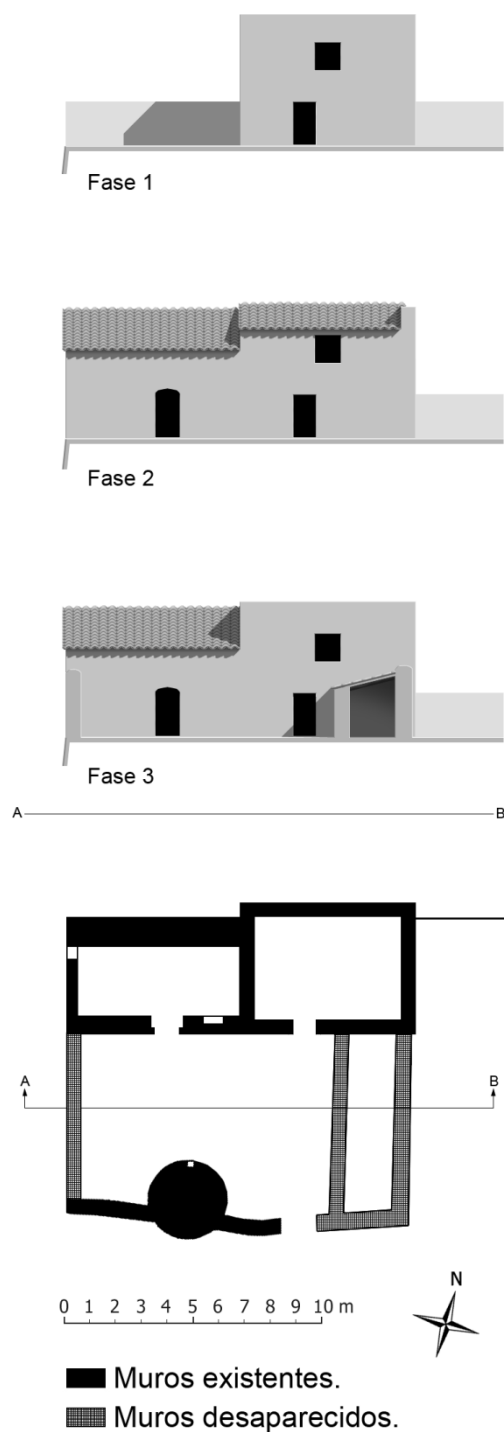 Fase 1
Fase 2
Fase 3
A B
A B
N
0 1 2 3 4 5 6 7 8 9 10 m
Muros existentes.
Muros desaparecidos.